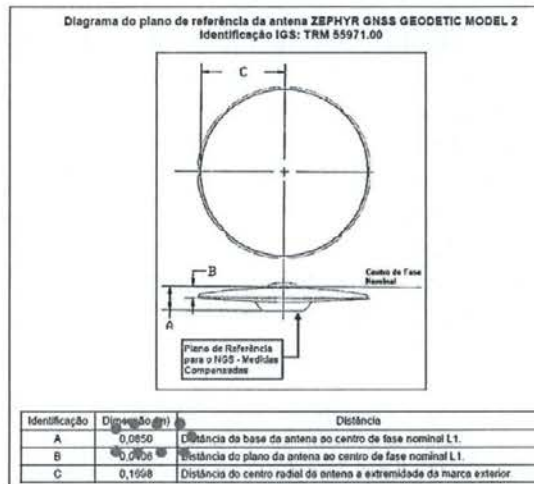 Diagrama do plano de referência da antena ZEPHYR GNSS GEODETIC MODEL 2
Identificação IGS: TRM 55971.00
C
B
Centro de Fase
Nominal
A
Plano de Referência
para o NGS - Medidas
Compensadas
Identificação Dimensão (m) Distância
A 0,0850 Distância da base da antena ao centro de fase nominal L1.
B Distância do plano da antena ao centro de fase nominal L1.
C 0,1698 Distância do centro radial da antena a extremidade da marca exterior.